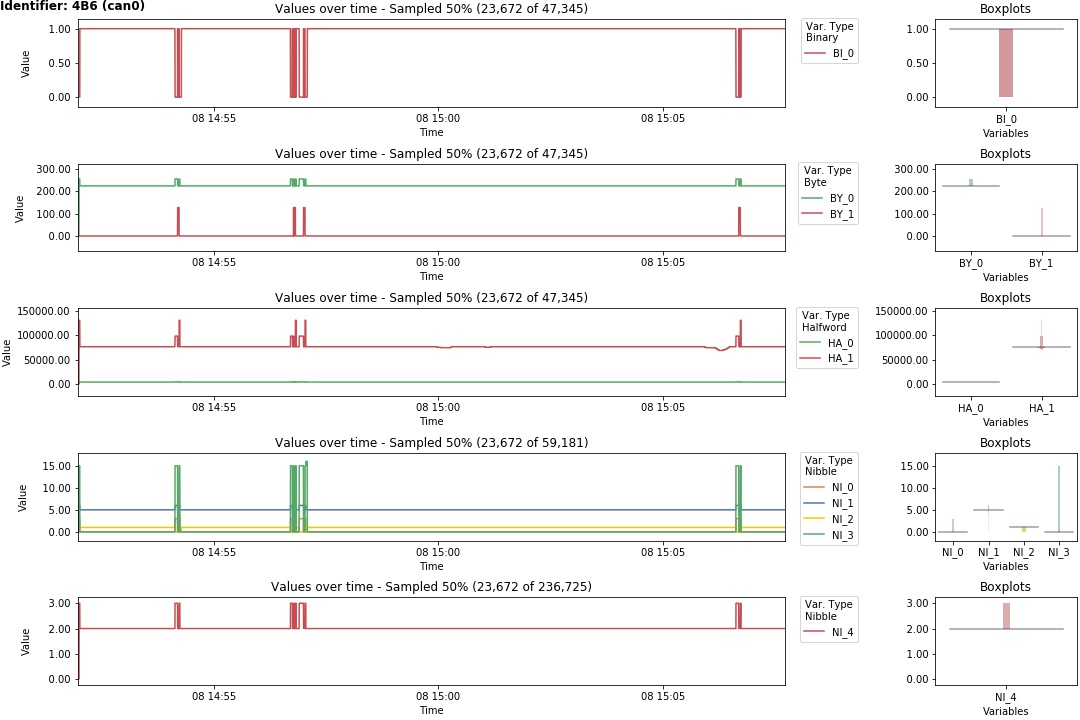 Identifier: 4B6 (can0)
Values over time - Sampled 50% (23,672 of 47,345)
Boxplots
Value
1.00
0.50
0.00
08 14:55
08 15:00
08 15:05
Time
Var. Type
Binary
BI_0
1.00
0.50
0.00
BI_0
Variables
Values over time - Sampled 50% (23,672 of 47,345)
Boxplots
Value
300.00
200.00
100.00
0.00
08 14:55
08 15:00
08 15:05
Time
Var. Type
Byte
BY_0
BY_1
300.00
200.00
100.00
0.00
BY_0
BY_1
Variables
Values over time - Sampled 50% (23,672 of 47,345)
Boxplots
Value
150000.00
100000.00
50000.00
0.00
08 14:55
08 15:00
08 15:05
Time
Var. Type
Halfword
HA_0
HA_1
150000.00
100000.00
50000.00
0.00
HA_0
HA_1
Variables
Values over time - Sampled 50% (23,672 of 59,181)
Boxplots
Value
15.00
10.00
5.00
0.00
08 14:55
08 15:00
08 15:05
Time
Var. Type
Nibble
NI_0
NI_1
NI_2
NI_3
15.00
10.00
5.00
0.00
NI_0
NI_1
NI_2
NI_3
Variables
Values over time - Sampled 50% (23,672 of 236,725)
Boxplots
Value
3.00
2.00
1.00
0.00
08 14:55
08 15:00
08 15:05
Time
Var. Type
Nibble
NI_4
3.00
2.00
1.00
0.00
NI_4
Variables